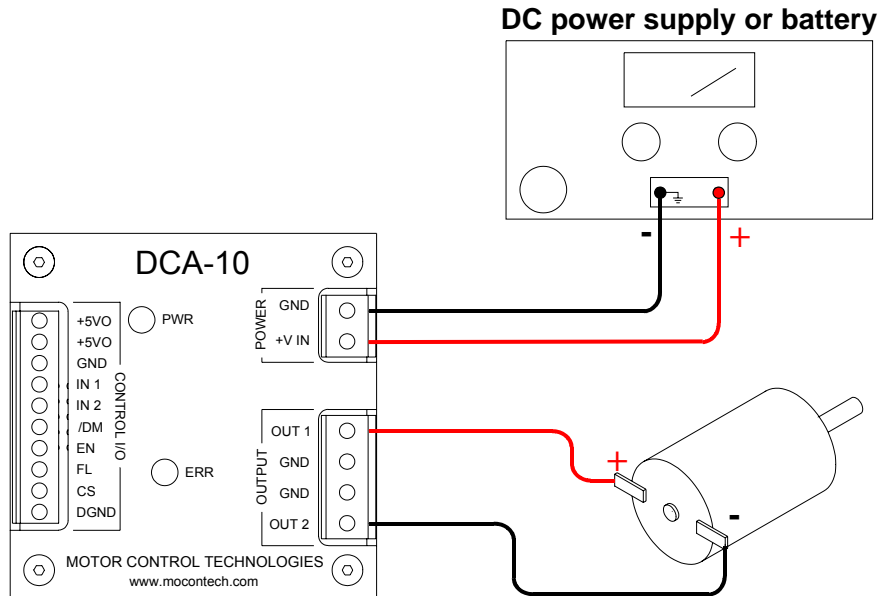 DC power supply or battery
-
+
DCA-10
PWR
ERR
POWER
GND
+V IN
CONTROL I/O
+5VO
+5VO
GND
IN 1
IN 2
/DM
EN
FL
CS
DGND
OUTPUT
OUT 1
GND
GND
OUT 2
+
-
MOTOR CONTROL TECHNOLOGIES
www.mocontech.com